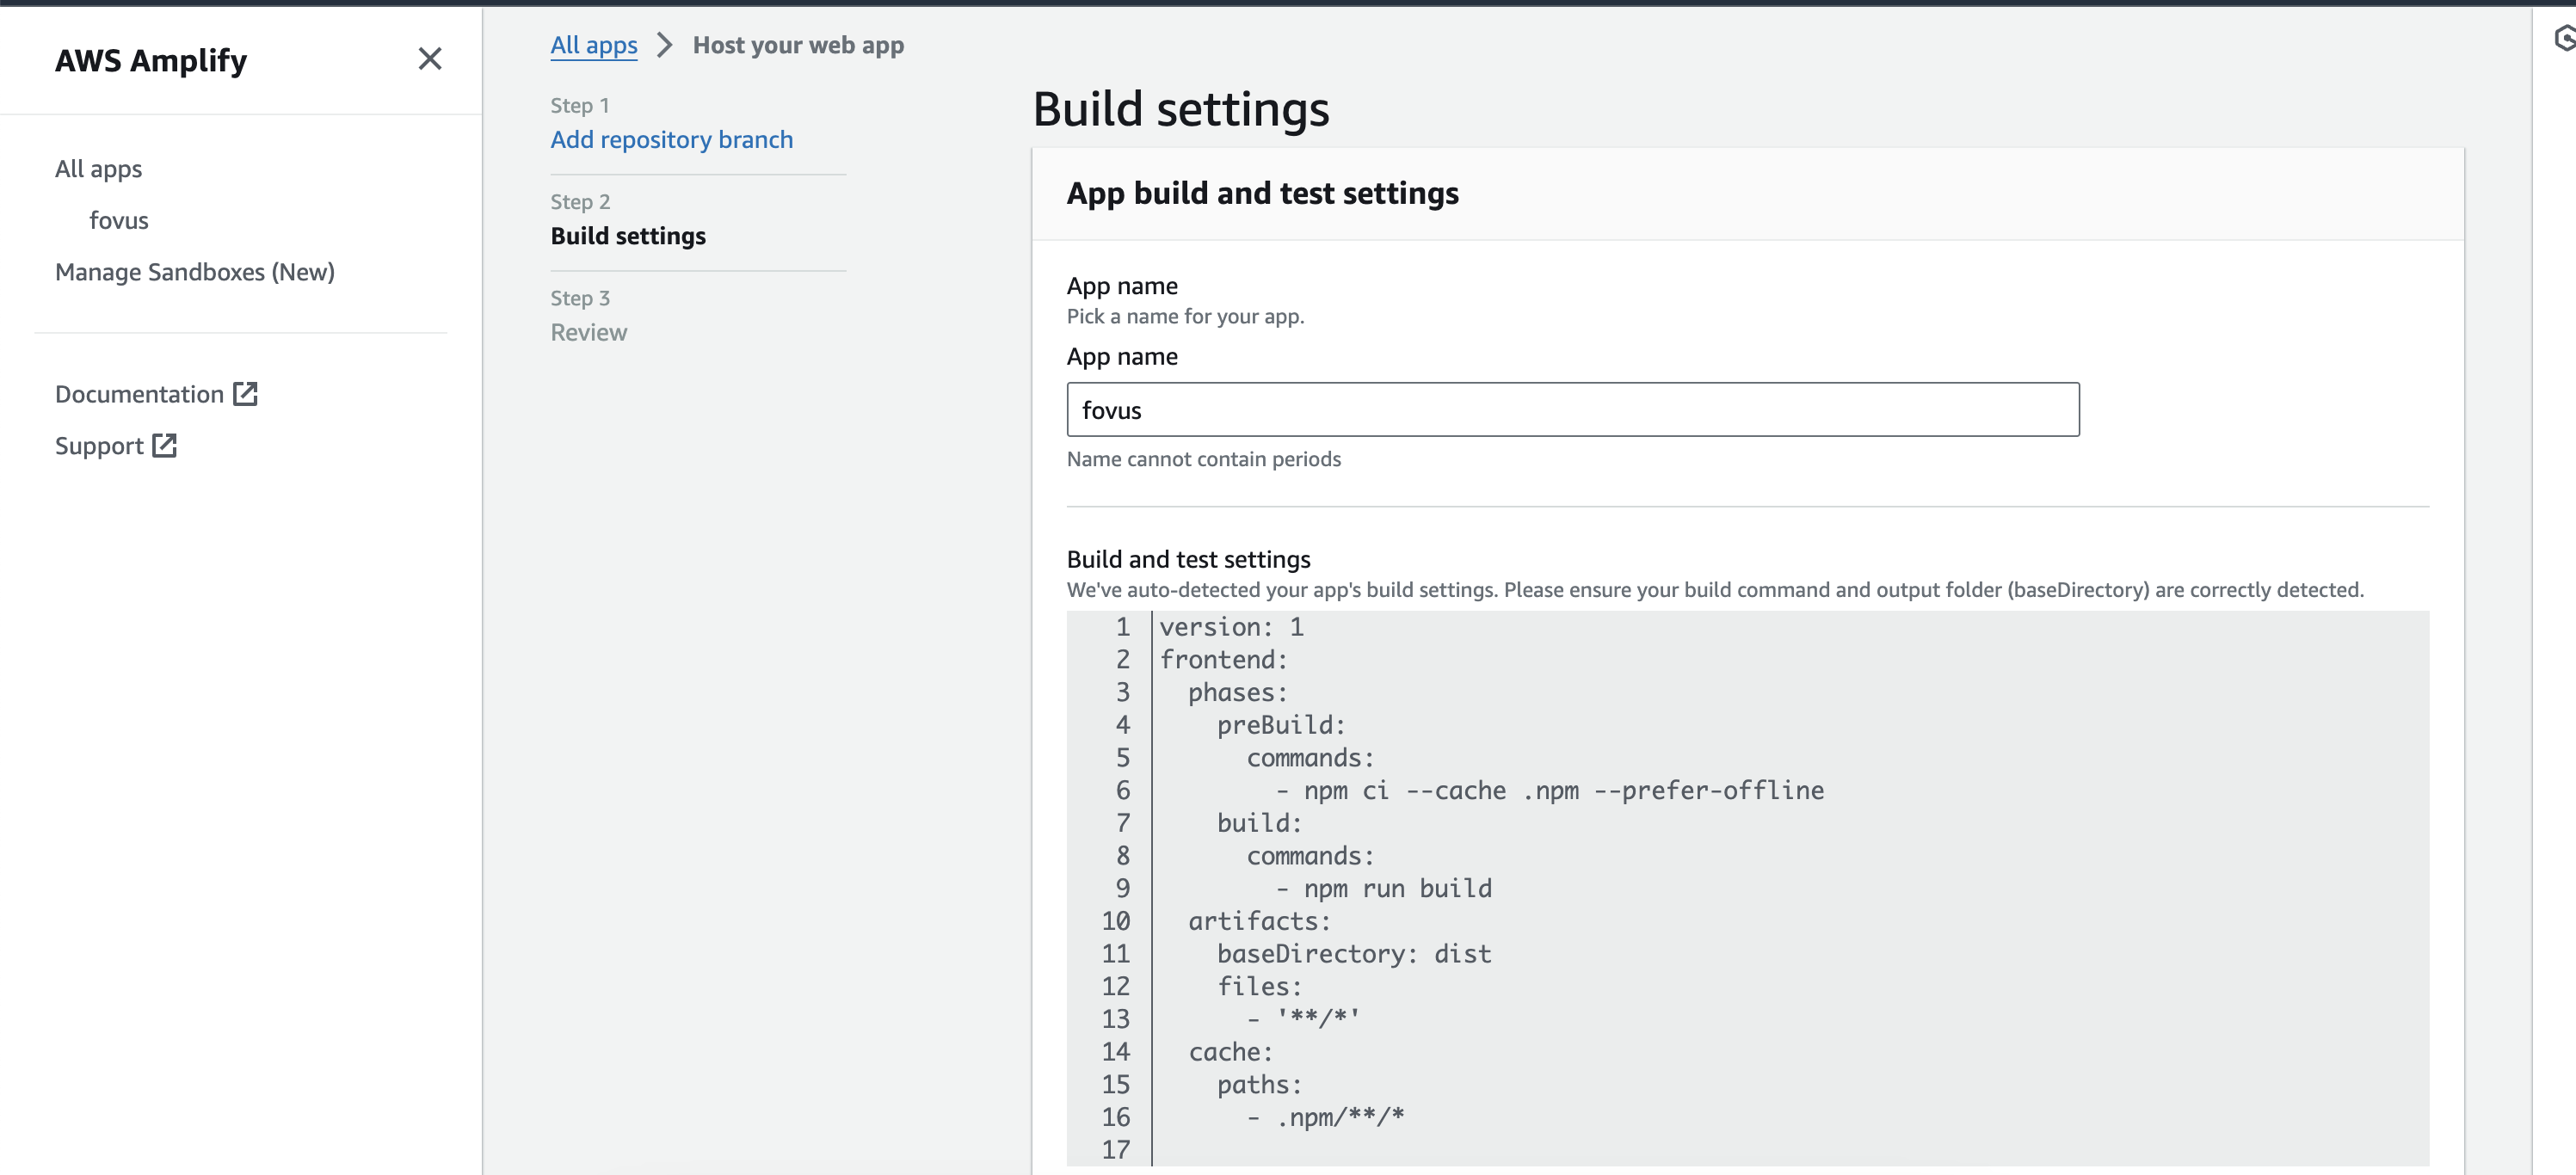 AWS Amplify
All apps
fovus
Manage Sandboxes (New)
Documentation
Support
All apps > Host your web app
Step 1
Add repository branch
Step 2
Build settings
Step 3
Review
Build settings
App build and test settings
App name
Pick a name for your app.
App name
fovus
Name cannot contain periods
Build and test settings
We've auto-detected your app's build settings. Please ensure your build command and output folder (baseDirectory) are correctly detected.
1 version: 1
2 frontend:
3   phases:
4     preBuild:
5       commands:
6         - npm ci --cache .npm --prefer-offline
7     build:
8       commands:
9         - npm run build
10   artifacts:
11     baseDirectory: dist
12     files:
13       - '**/*'
14   cache:
15     paths:
16       - .npm/**/*
17